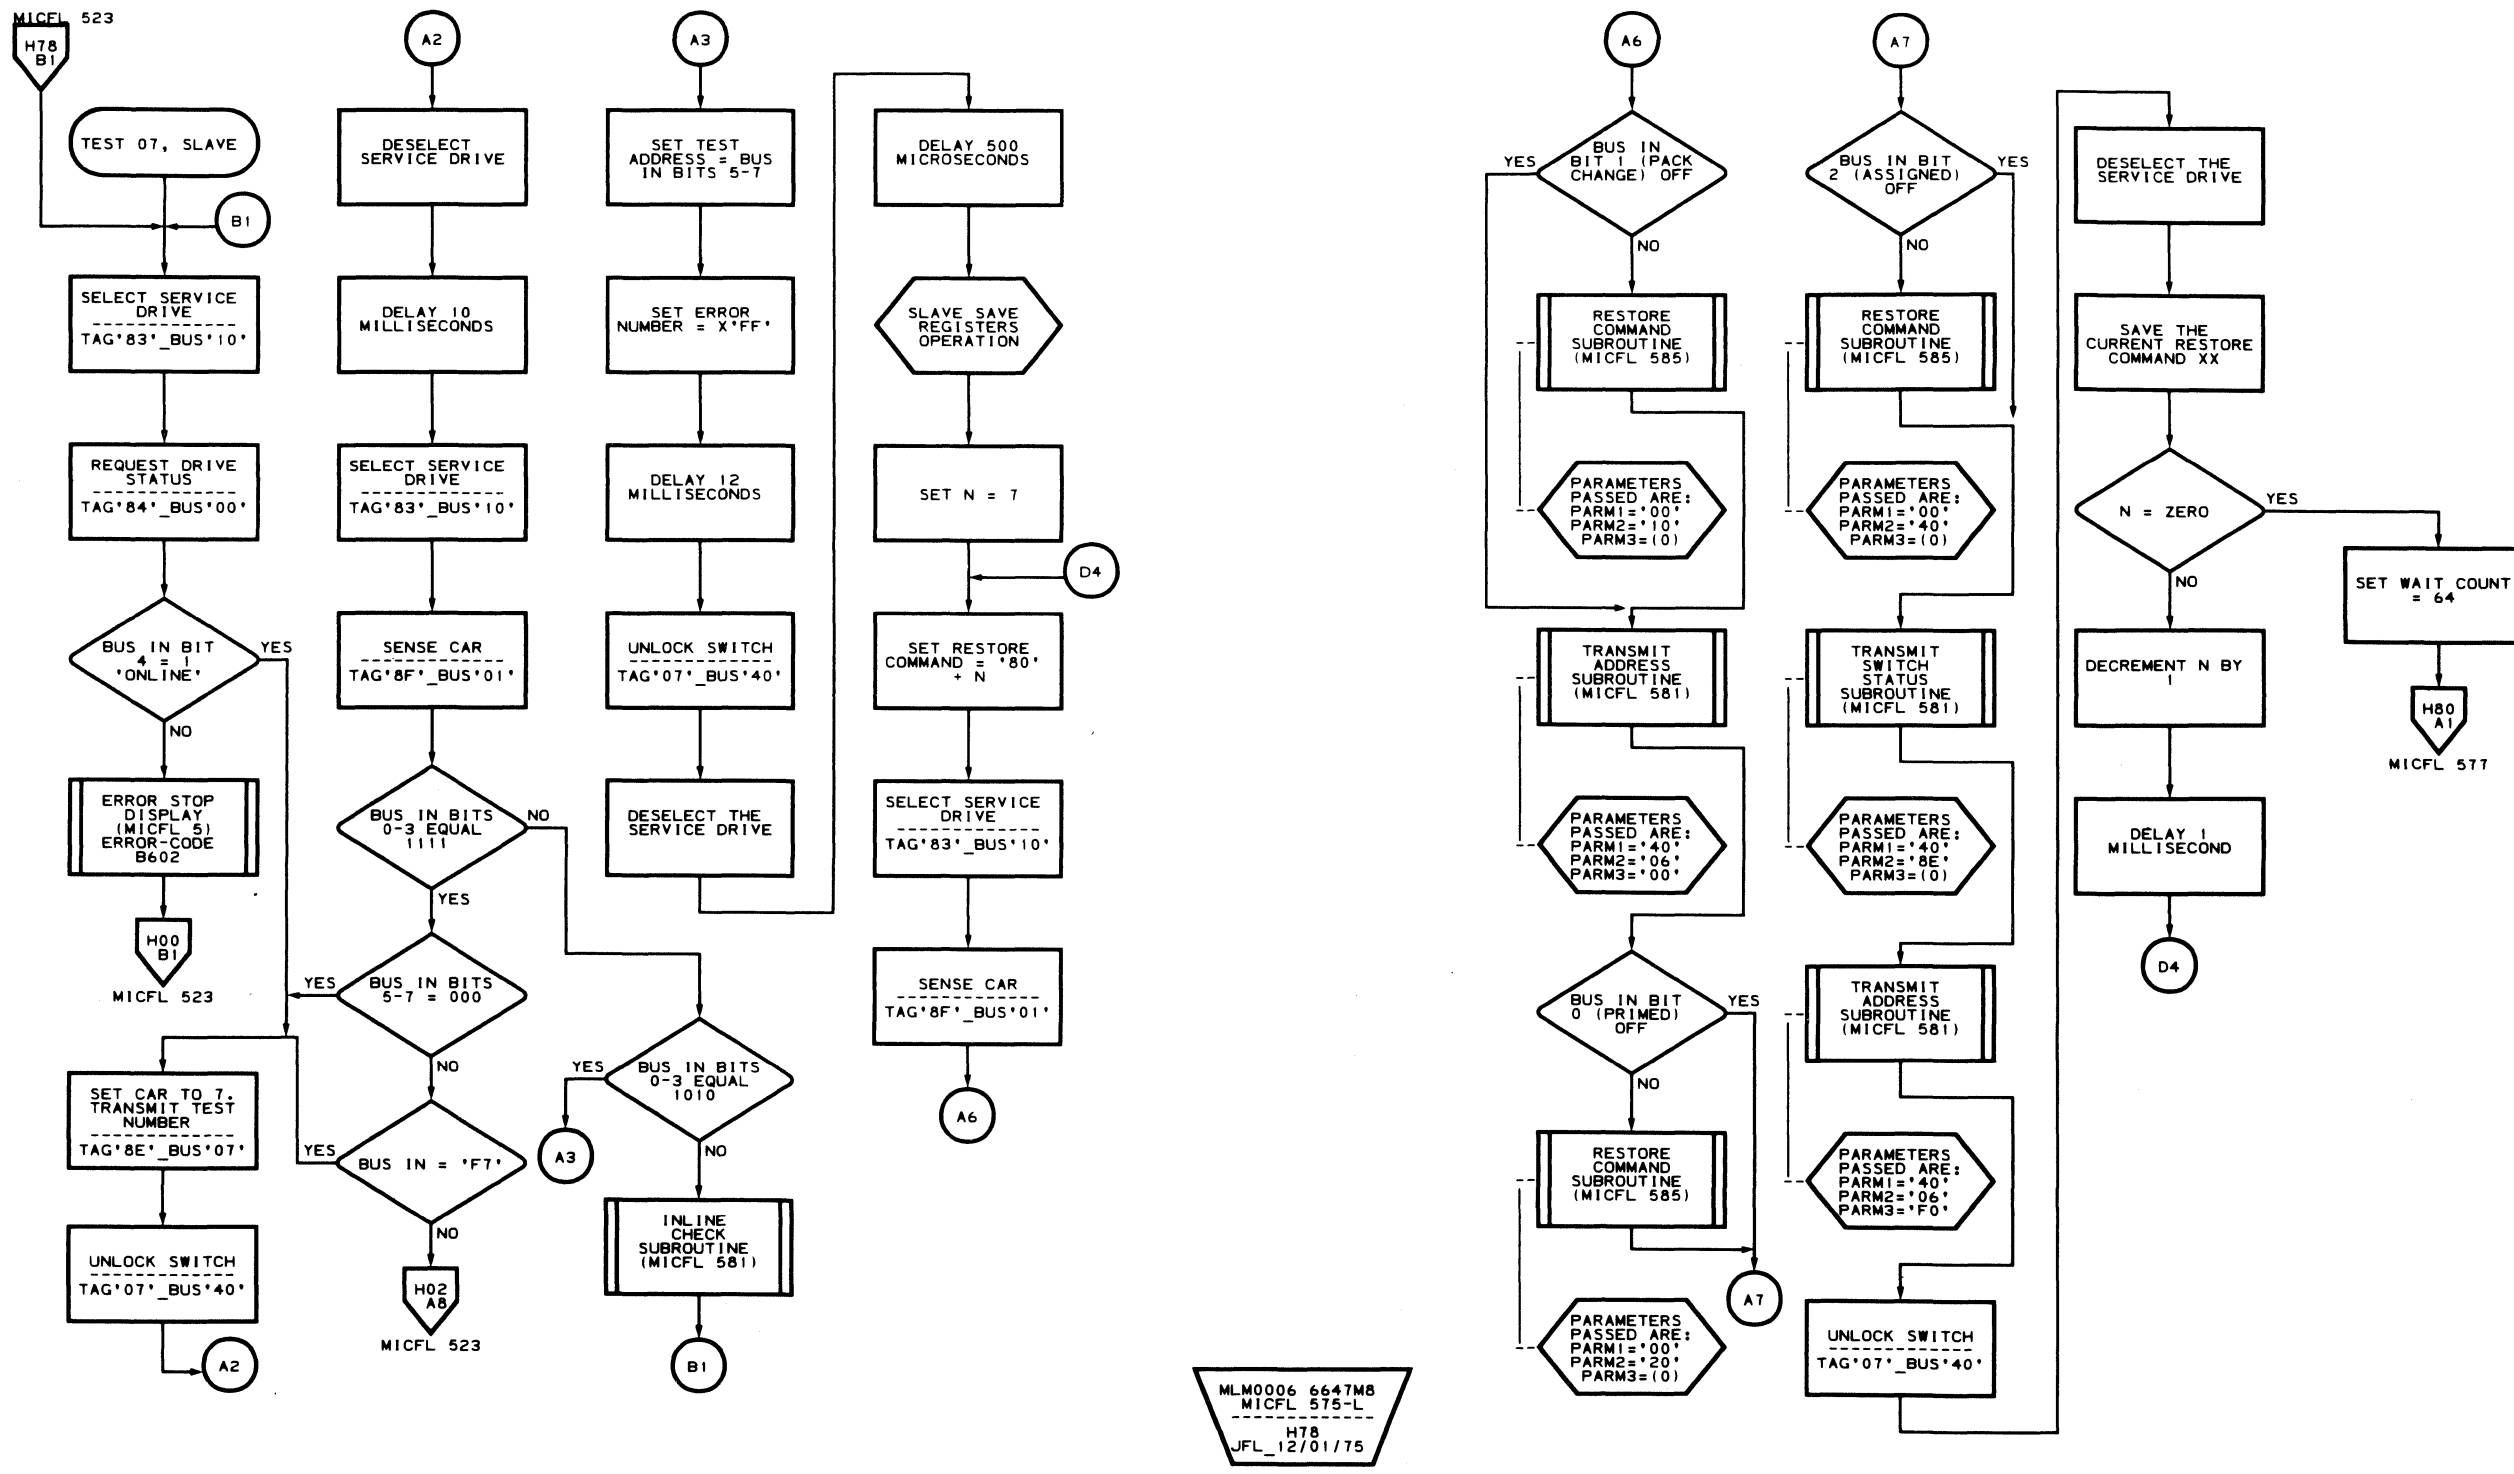 MICFL 523
H78
B1
TEST 07, SLAVE
B1
SELECT SERVICE
DRIVE
TAG'83'_BUS'10'
REQUEST DRIVE
STATUS
TAG'84'_BUS'00'
BUS IN BIT
4 = 1
'ONLINE'
YES
NO
ERROR STOP
DISPLAY
(MICFL 5)
ERROR-CODE
B602
H00
B1
MICFL 523
SET CAR TO 7.
TRANSMIT TEST
NUMBER
TAG'8E'_BUS'07'
UNLOCK SWITCH
TAG'07'_BUS'40'
A2
A2
DESELECT
SERVICE DRIVE
DELAY 10
MILLISECONDS
SELECT SERVICE
DRIVE
TAG'83'_BUS'10'
SENSE CAR
TAG'8F'_BUS'01'
BUS IN BITS
0-3 EQUAL
1111
NO
YES
BUS IN BITS
5-7 = 000
YES
NO
BUS IN = 'F7'
YES
NO
H02
A8
MICFL 523
A3
SET TEST
ADDRESS = BUS
IN BITS 5-7
SET ERROR
NUMBER = X'FF'
DELAY 12
MILLISECONDS
UNLOCK SWITCH
TAG'07'_BUS'40'
DESELECT THE
SERVICE DRIVE
BUS IN BITS
0-3 EQUAL
1010
YES
A3
NO
INLINE
CHECK
SUBROUTINE
(MICFL 581)
B1
DELAY 500
MICROSECONDS
SLAVE SAVE
REGISTERS
OPERATION
SET N = 7
D4
SET RESTORE
COMMAND = '80'
+ N
SELECT SERVICE
DRIVE
TAG'83'_BUS'10'
SENSE CAR
TAG'8F'_BUS'01'
A6
MLM0006 6647M8
MICFL 575-L
H78
JFL_12/01/75
A6
BUS IN
BIT 1 (PACK
CHANGE) OFF
YES
NO
RESTORE
COMMAND
SUBROUTINE
(MICFL 585)
PARAMETERS
PASSED ARE:
PARM1='00'
PARM2='10'
PARM3=(0)
TRANSMIT
ADDRESS
SUBROUTINE
(MICFL 581)
PARAMETERS
PASSED ARE:
PARM1='40'
PARM2='06'
PARM3='00'
BUS IN BIT
0 (PRIMED)
OFF
YES
NO
RESTORE
COMMAND
SUBROUTINE
(MICFL 585)
PARAMETERS
PASSED ARE:
PARM1='00'
PARM2='20'
PARM3=(0)
A7
A7
BUS IN BIT
2 (ASSIGNED)
OFF
YES
NO
RESTORE
COMMAND
SUBROUTINE
(MICFL 585)
PARAMETERS
PASSED ARE:
PARM1='00'
PARM2='40'
PARM3=(0)
TRANSMIT
SWITCH
STATUS
SUBROUTINE
(MICFL 581)
PARAMETERS
PASSED ARE:
PARM1='40'
PARM2='8E'
PARM3=(0)
TRANSMIT
ADDRESS
SUBROUTINE
(MICFL 581)
PARAMETERS
PASSED ARE:
PARM1='40'
PARM2='06'
PARM3='F0'
UNLOCK SWITCH
TAG'07'_BUS'40'
DESELECT THE
SERVICE DRIVE
SAVE THE
CURRENT RESTORE
COMMAND XX
N = ZERO
YES
NO
DECREMENT N BY
1
DELAY 1
MILLISECOND
D4
SET WAIT COUNT
= 64
H80
A1
MICFL 577